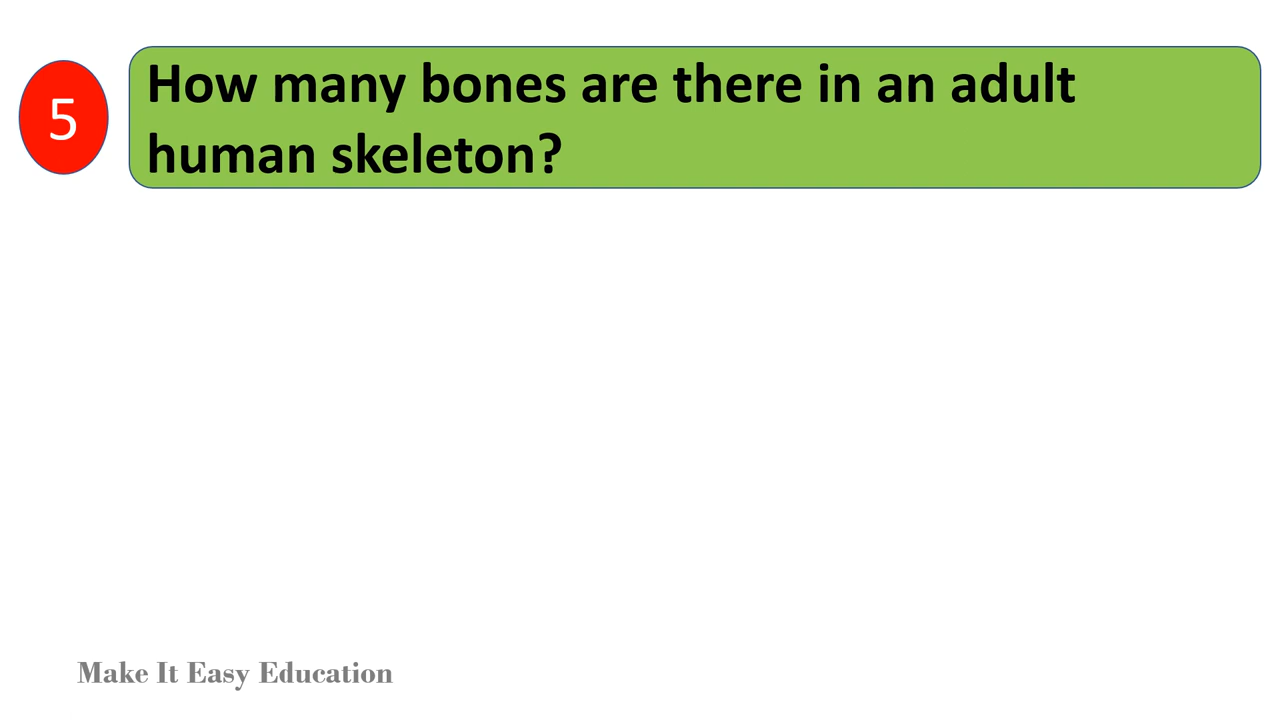 5
How many bones are there in an adult
human skeleton?
Make It Easy Education